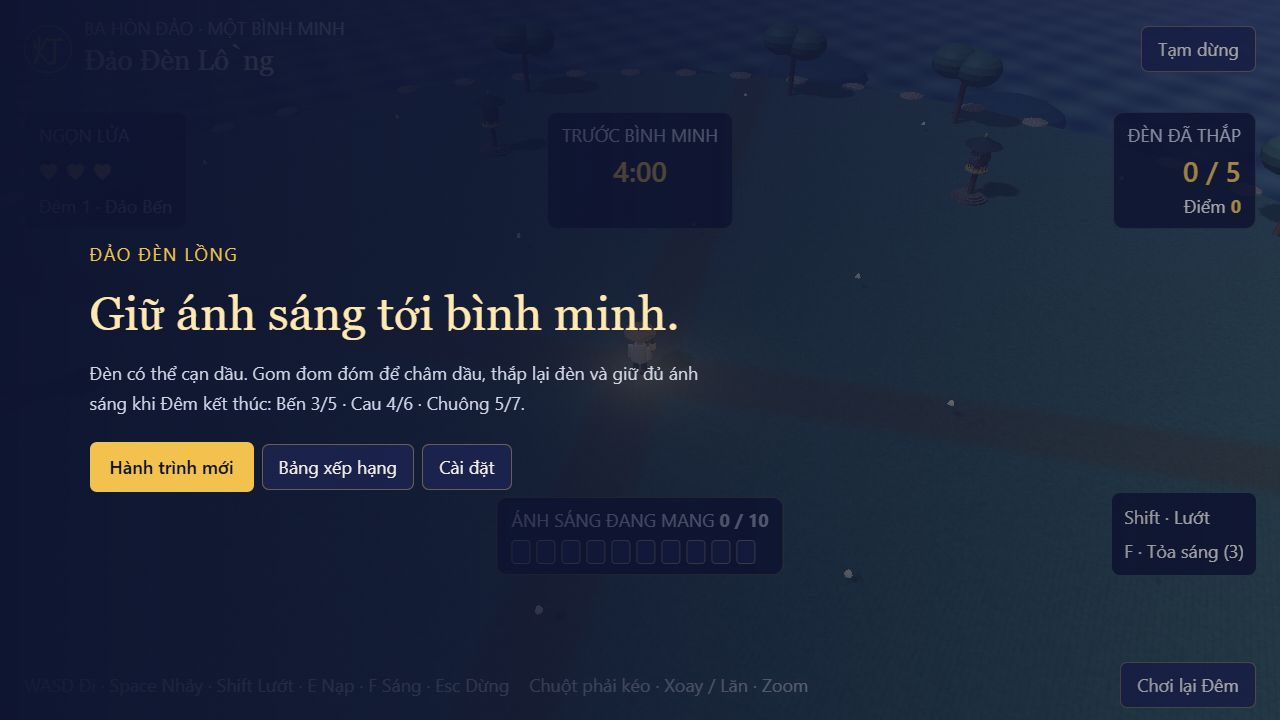 BA HÒN ĐẢO · MỘT BÌNH MINH
Đảo Đèn Lồng
Tạm dừng
NGỌN LỬA
Đêm 1 · Đảo Bến
TRƯỚC BÌNH MINH
4:00
ĐÈN ĐÃ THẮP
0 / 5
Điểm 0
ĐẢO ĐÈN LỒNG
Giữ ánh sáng tới bình minh.
Đèn có thể cạn dầu. Gom đom đóm để châm dầu, thắp lại đèn và giữ đủ ánh
sáng khi Đêm kết thúc: Bến 3/5 · Cau 4/6 · Chuông 5/7.
Hành trình mới
Bảng xếp hạng
Cài đặt
ÁNH SÁNG ĐANG MANG 0 / 10
Shift · Lướt
F · Tỏa sáng (3)
WASD Đi · Space Nhảy · Shift Lướt · E Nạp · F Sáng · Esc Dừng
Chuột phải kéo · Xoay / Lăn · Zoom
Chơi lại Đêm